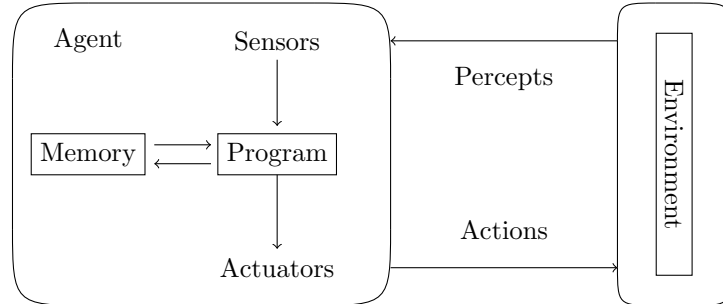 Agent
Sensors
Percepts
Environment
Memory
Program
Actions
Actuators